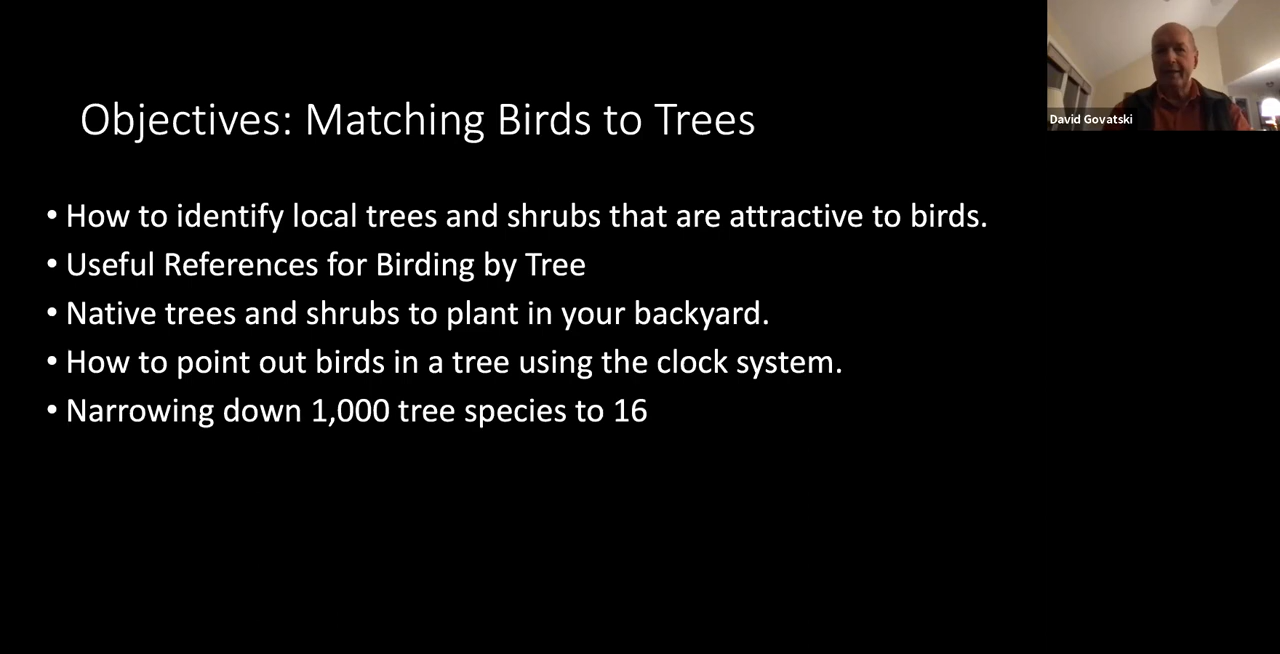 Objectives: Matching Birds to Trees
David Govatski
• How to identify local trees and shrubs that are attractive to birds.
• Useful References for Birding by Tree
• Native trees and shrubs to plant in your backyard.
• How to point out birds in a tree using the clock system.
• Narrowing down 1,000 tree species to 16